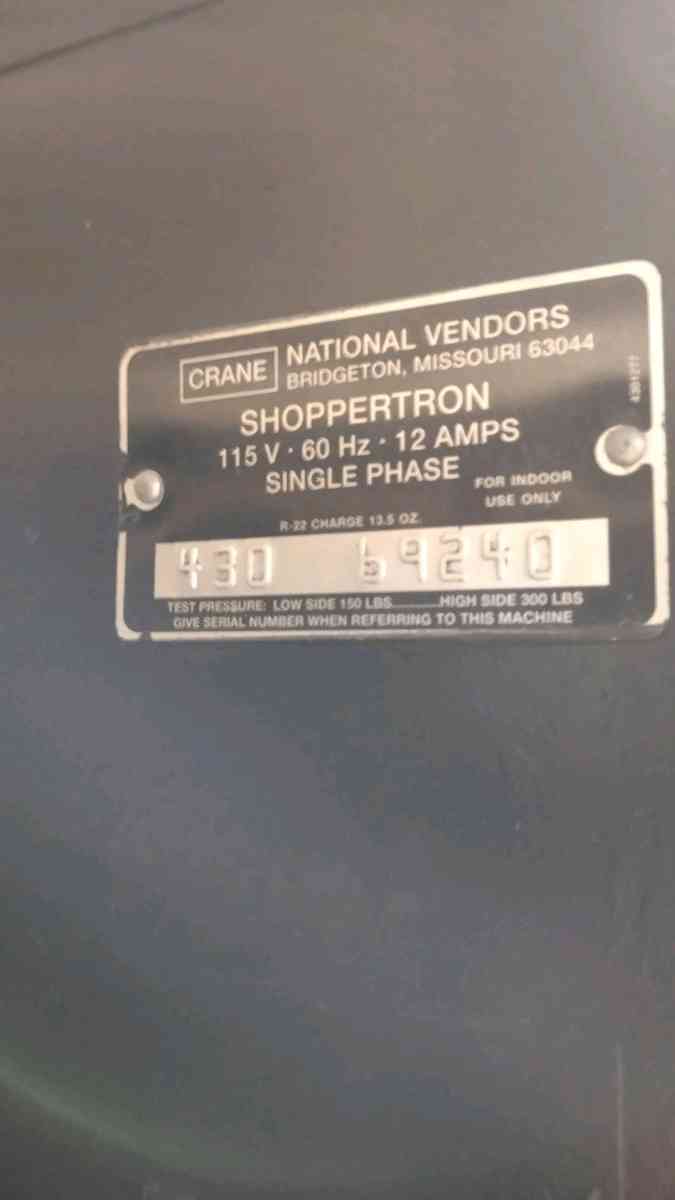 CRANE NATIONAL VENDORS
BRIDGETON, MISSOURI 63044
SHOPPERTRON
115 V · 60 Hz · 12 AMPS
SINGLE PHASE
FOR INDOOR
USE ONLY
R-22 CHARGE 13.5 OZ.
430 69240
TEST PRESSURE: LOW SIDE 150 LBS. HIGH SIDE 300 LBS
GIVE SERIAL NUMBER WHEN REFERRING TO THIS MACHINE